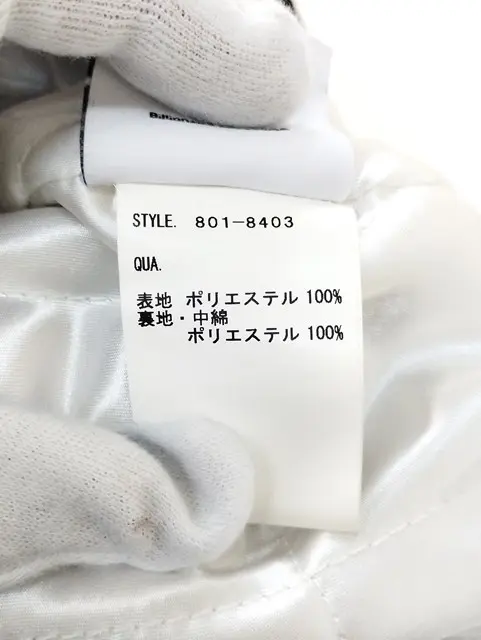 STYLE. 801-8403
QUA.
表地 ポリエステル 100%
裏地・中綿
ポリエステル 100%